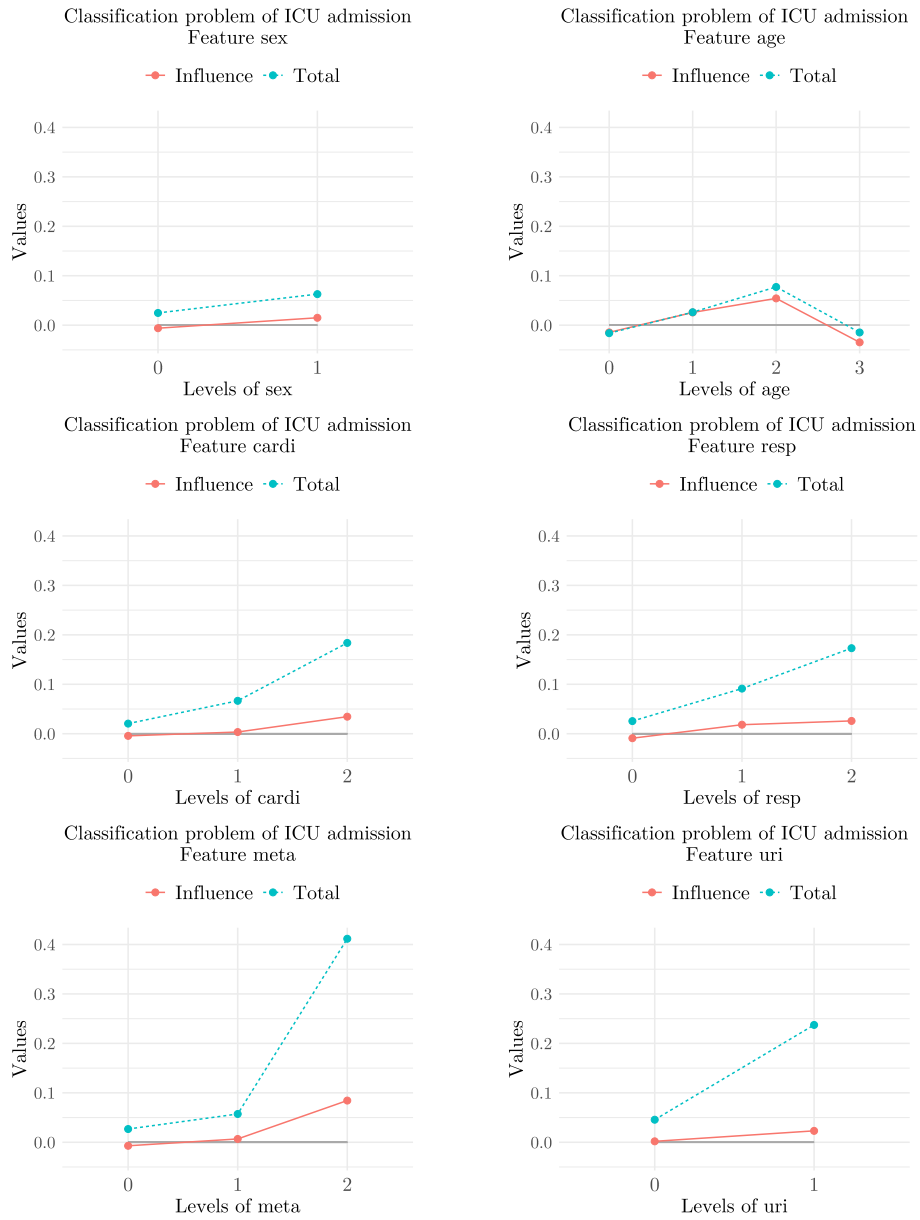 Classification problem of ICU admission
Feature sex
Influence Total
0.4
0.3
0.2
0.1
0.0
Values
0 1
Levels of sex
Classification problem of ICU admission
Feature age
Influence Total
0.4
0.3
0.2
0.1
0.0
Values
0 1 2 3
Levels of age
Classification problem of ICU admission
Feature cardi
Influence Total
0.4
0.3
0.2
0.1
0.0
Values
0 1 2
Levels of cardi
Classification problem of ICU admission
Feature resp
Influence Total
0.4
0.3
0.2
0.1
0.0
Values
0 1 2
Levels of resp
Classification problem of ICU admission
Feature meta
Influence Total
0.4
0.3
0.2
0.1
0.0
Values
0 1 2
Levels of meta
Classification problem of ICU admission
Feature uri
Influence Total
0.4
0.3
0.2
0.1
0.0
Values
0 1
Levels of uri